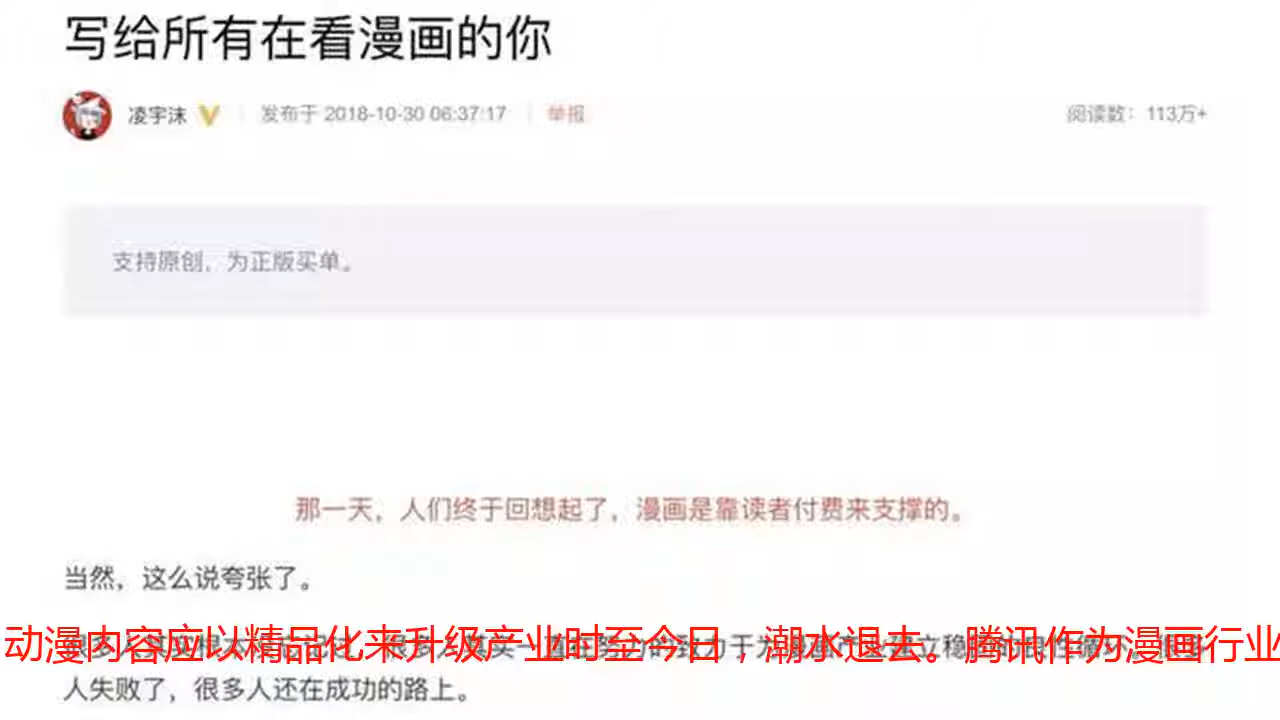 写给所有在看漫画的你
凌宇沫 发布于 2018-10-30 06:37:17 举报 阅读数：113万+
支持原创，为正版买单。
那一天，人们终于回想起了，漫画是靠读者付费来支撑的。
当然，这么说夸张了。
动漫内容应以精品化来升级产业时至今日，潮水退去。腾讯作为漫画行业
人失败了，很多人还在成功的路上。